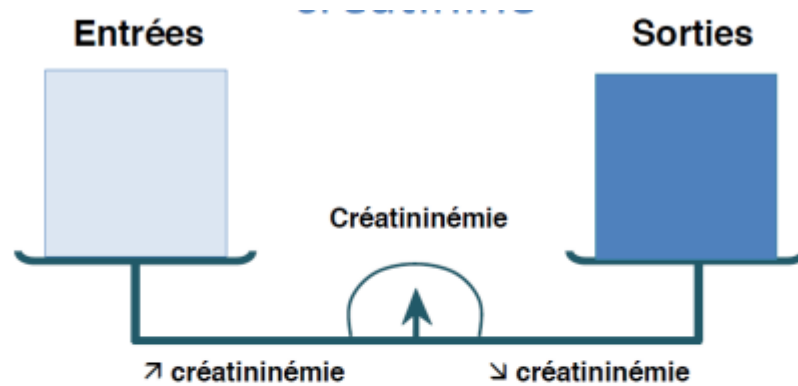 Entrées
Sorties
Créatininémie
↗ créatininémie
↘ créatininémie